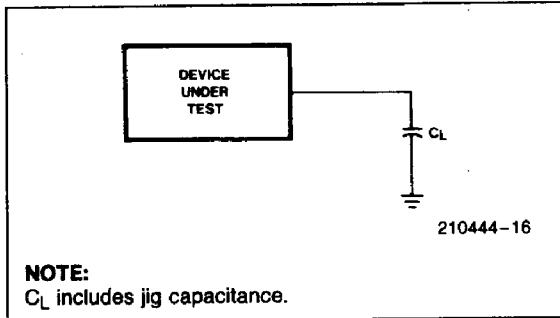 DEVICE
UNDER
TEST
CL
210444-16
NOTE:
CL includes jig capacitance.